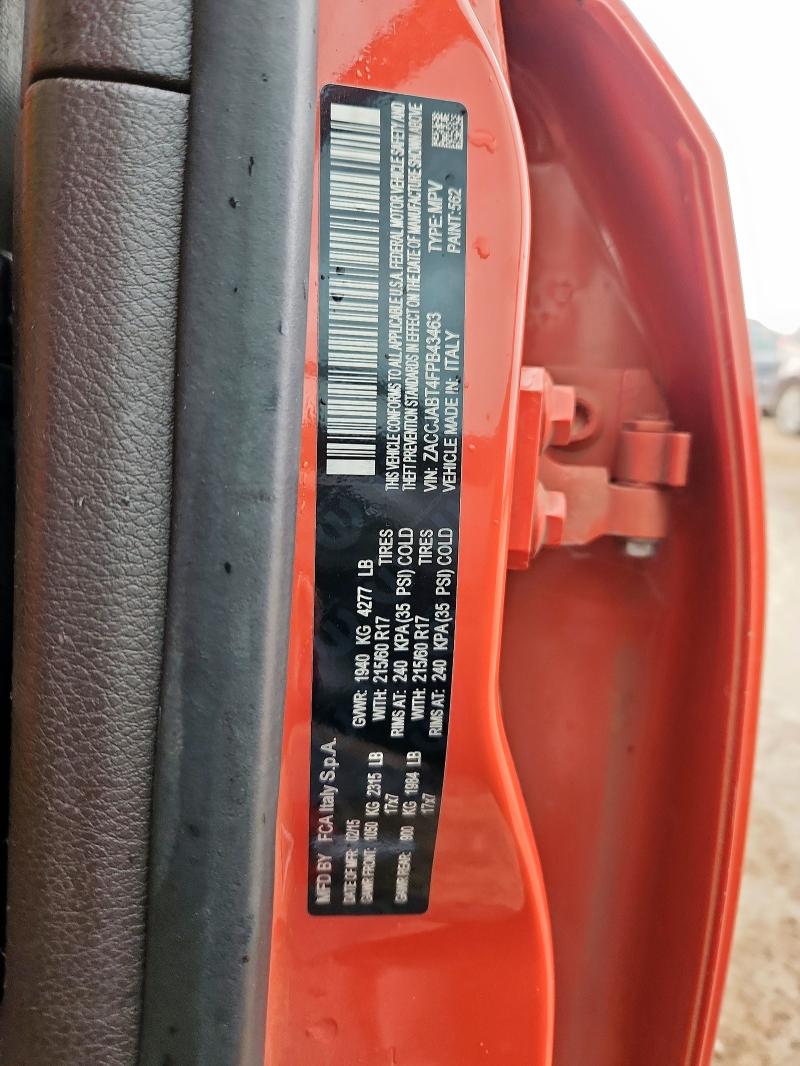 MFD BY FCA Italy S.p.A.
DATE OF MFR: 02/15 GVWR: 1940 KG 4277 LB
GAWR FRONT: 1050 KG 2315 LB WITH: 215/60 R17 TIRES
17x7 RIMS AT: 240 KPA(35 PSI) COLD
GAWR REAR: 900 KG 1984 LB WITH: 215/60 R17 TIRES
17x7 RIMS AT: 240 KPA(35 PSI) COLD
THIS VEHICLE CONFORMS TO ALL APPLICABLE U.S.A. FEDERAL MOTOR VEHICLE SAFETY AND
THEFT PREVENTION STANDARDS IN EFFECT ON THE DATE OF MANUFACTURE SHOWN ABOVE
VIN: ZACCJABT4FPB43463 TYPE: MPV
VEHICLE MADE IN: ITALY PAINT: 562